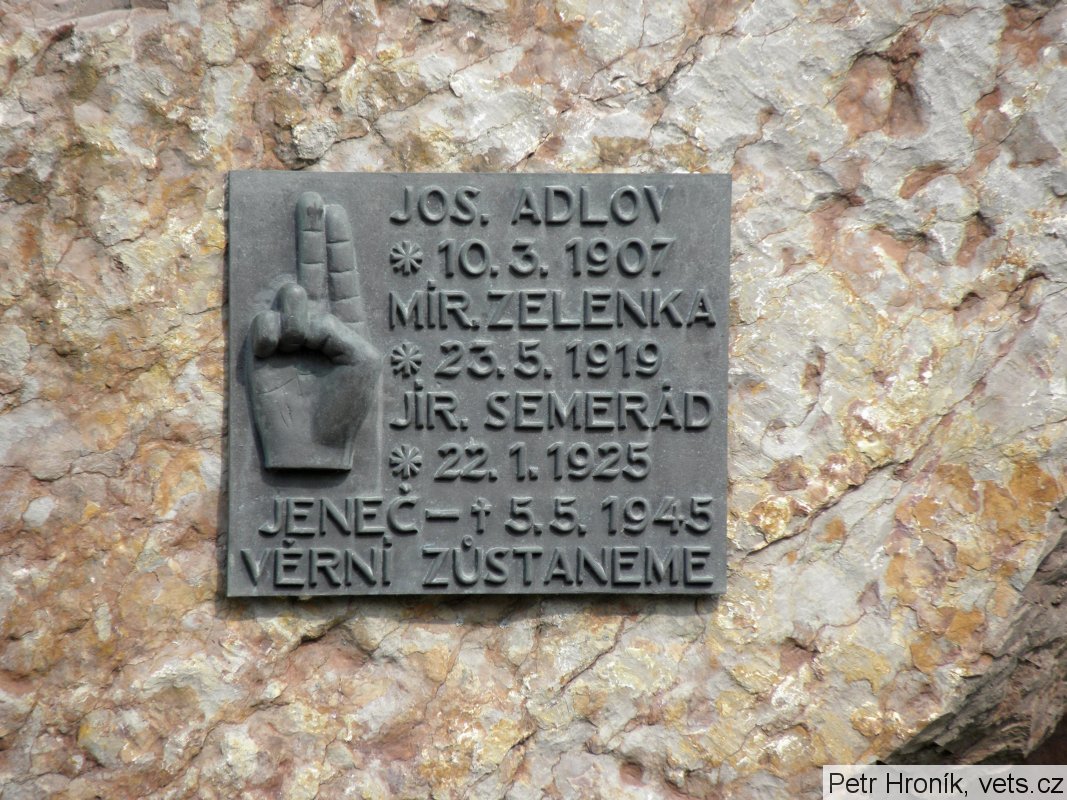 JOS. ADLOV
* 10. 3. 1907
MÍR. ZELENKA
* 23. 5. 1919
JIR. SEMERÁD
* 22. 1. 1925
JENEČ – † 5. 5. 1945
VĚRNI ZŮSTANEME
Petr Hroník, vets.cz